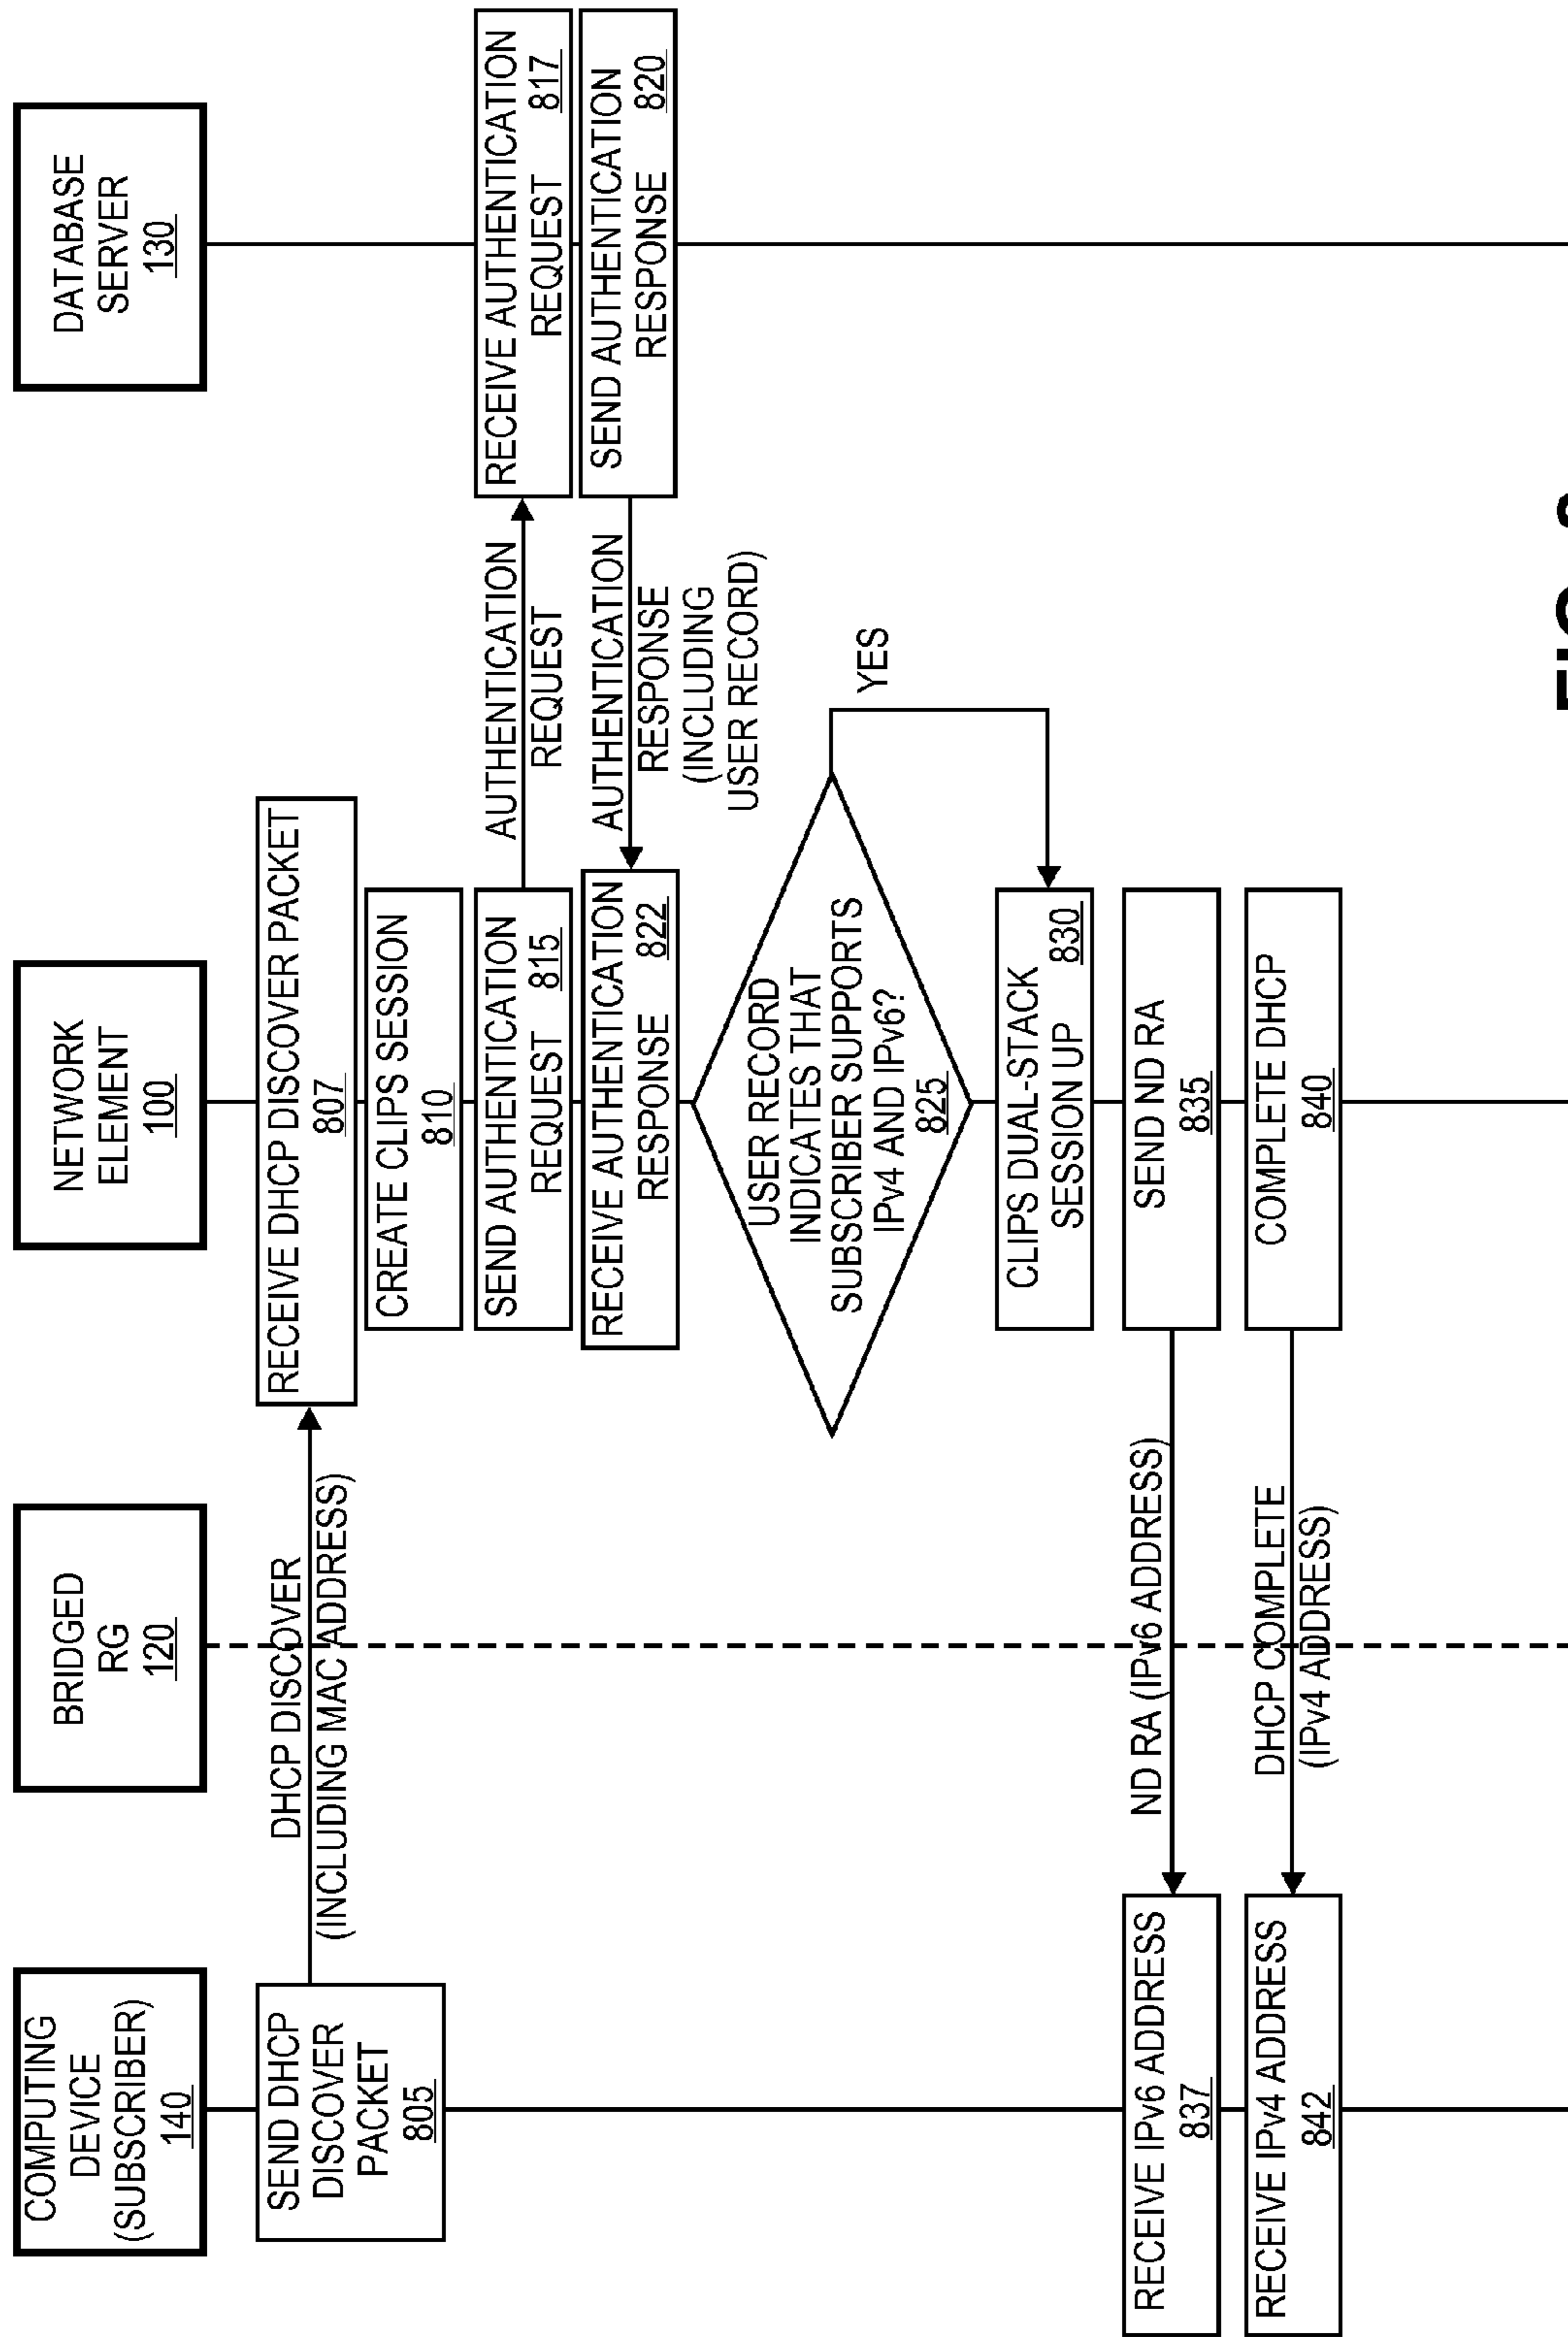 COMPUTING
DEVICE
(SUBSCRIBER)
140
BRIDGED
RG
120
NETWORK
ELEMENT
100
DATABASE
SERVER
130
SEND DHCP
DISCOVER
PACKET
805
DHCP DISCOVER
(INCLUDING MAC ADDRESS)
RECEIVE DHCP DISCOVER PACKET
807
CREATE CLIPS SESSION
810
SEND AUTHENTICATION
REQUEST 815
AUTHENTICATION
REQUEST
RECEIVE AUTHENTICATION
REQUEST 817
SEND AUTHENTICATION
RESPONSE 820
AUTHENTICATION
RESPONSE
(INCLUDING
USER RECORD)
RECEIVE AUTHENTICATION
RESPONSE 822
USER RECORD
INDICATES THAT
SUBSCRIBER SUPPORTS
IPv4 AND IPv6?
825
YES
CLIPS DUAL-STACK
SESSION UP 830
SEND ND RA
835
ND RA (IPv6 ADDRESS)
RECEIVE IPv6 ADDRESS
837
COMPLETE DHCP
840
DHCP COMPLETE
(IPv4 ADDRESS)
RECEIVE IPv4 ADDRESS
842